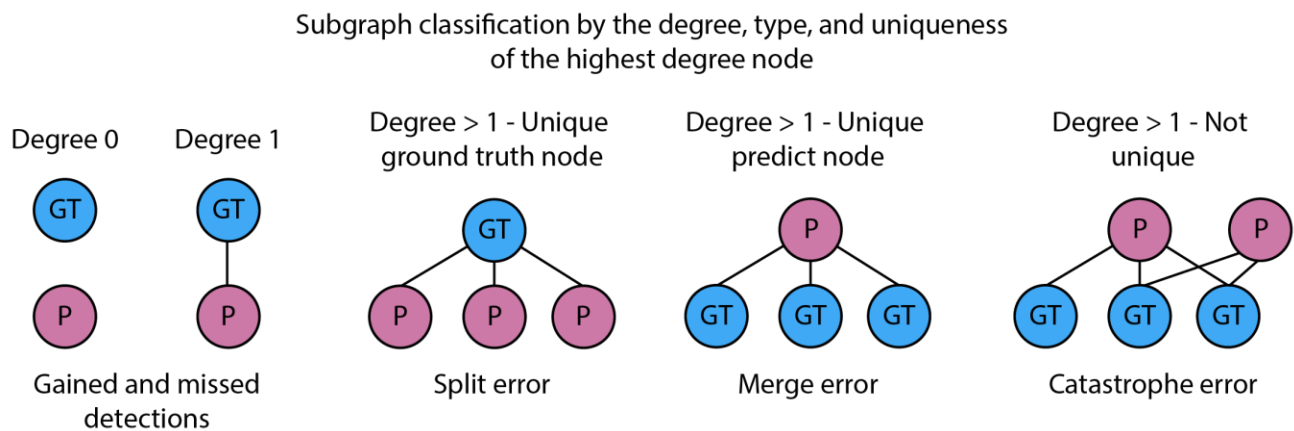 Subgraph classification by the degree, type, and uniqueness
of the highest degree node
Degree 0
Degree 1
Degree > 1 - Unique
ground truth node
Degree > 1 - Unique
predict node
Degree > 1 - Not
unique
GT
GT
P
P
Gained and missed
detections
GT
P P P
Split error
P
GT GT GT
Merge error
P P
GT GT GT
Catastrophe error